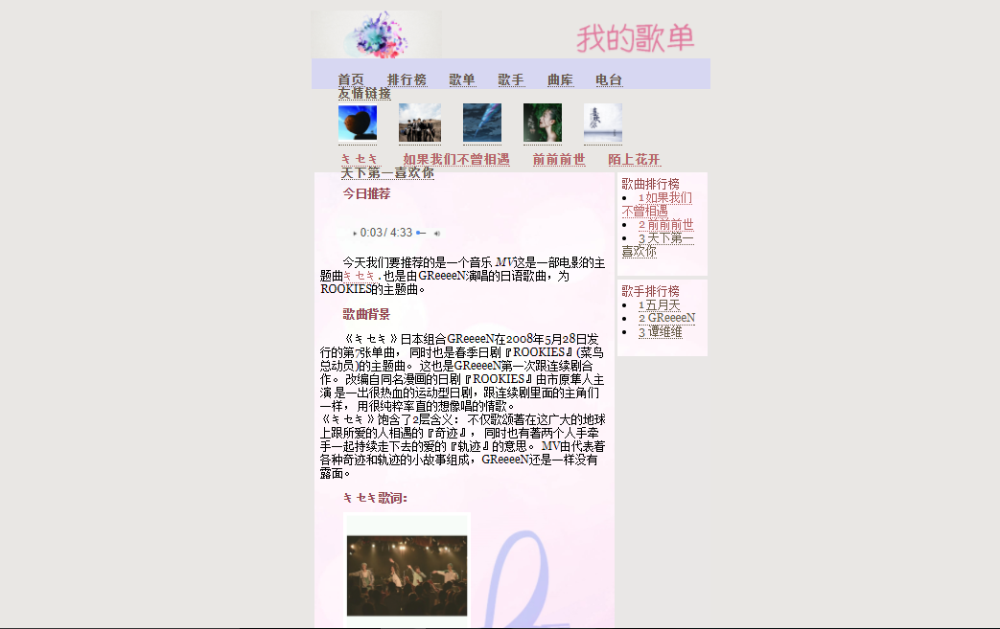 我的歌单
首页 排行榜 歌单 歌手 曲库 电台
友情链接
キセキ 如果我们不曾相遇 前前前世 陌上花开
天下第一喜欢你
今日推荐
0:03 / 4:33
今天我们要推荐的是一个音乐 MV这是一部电影的主
题曲キセキ,也是由GReeeeN演唱的日语歌曲，为
ROOKIES的主题曲。
歌曲背景
《キセキ》日本组合GReeeeN在2008年5月28日发
行的第7张单曲， 同时也是春季日剧『ROOKIES』(菜鸟
总动员)的主题曲。 这也是GReeeeN第一次跟连续剧合
作。 改编自同名漫画的日剧『ROOKIES』由市原隼人主
演 是一出很热血的运动型日剧，跟连续剧里面的主角们
一样， 用很纯粹率直的想像唱的情歌。
《キセキ》饱含了2层含义： 不仅歌颂著在这广大的地球
上跟所爱的人相遇的『奇迹』， 同时也有著两个人手牵
手一起持续走下去的爱的『轨迹』的意思。 MV由代表着
各种奇迹和轨迹的小故事组成，GReeeeN还是一样没有
露面。
キセキ歌词:
歌曲排行榜
1 如果我们
不曾相遇
2 前前前世
3 天下第一
喜欢你
歌手排行榜
1 五月天
2 GReeeeN
3 谭维维